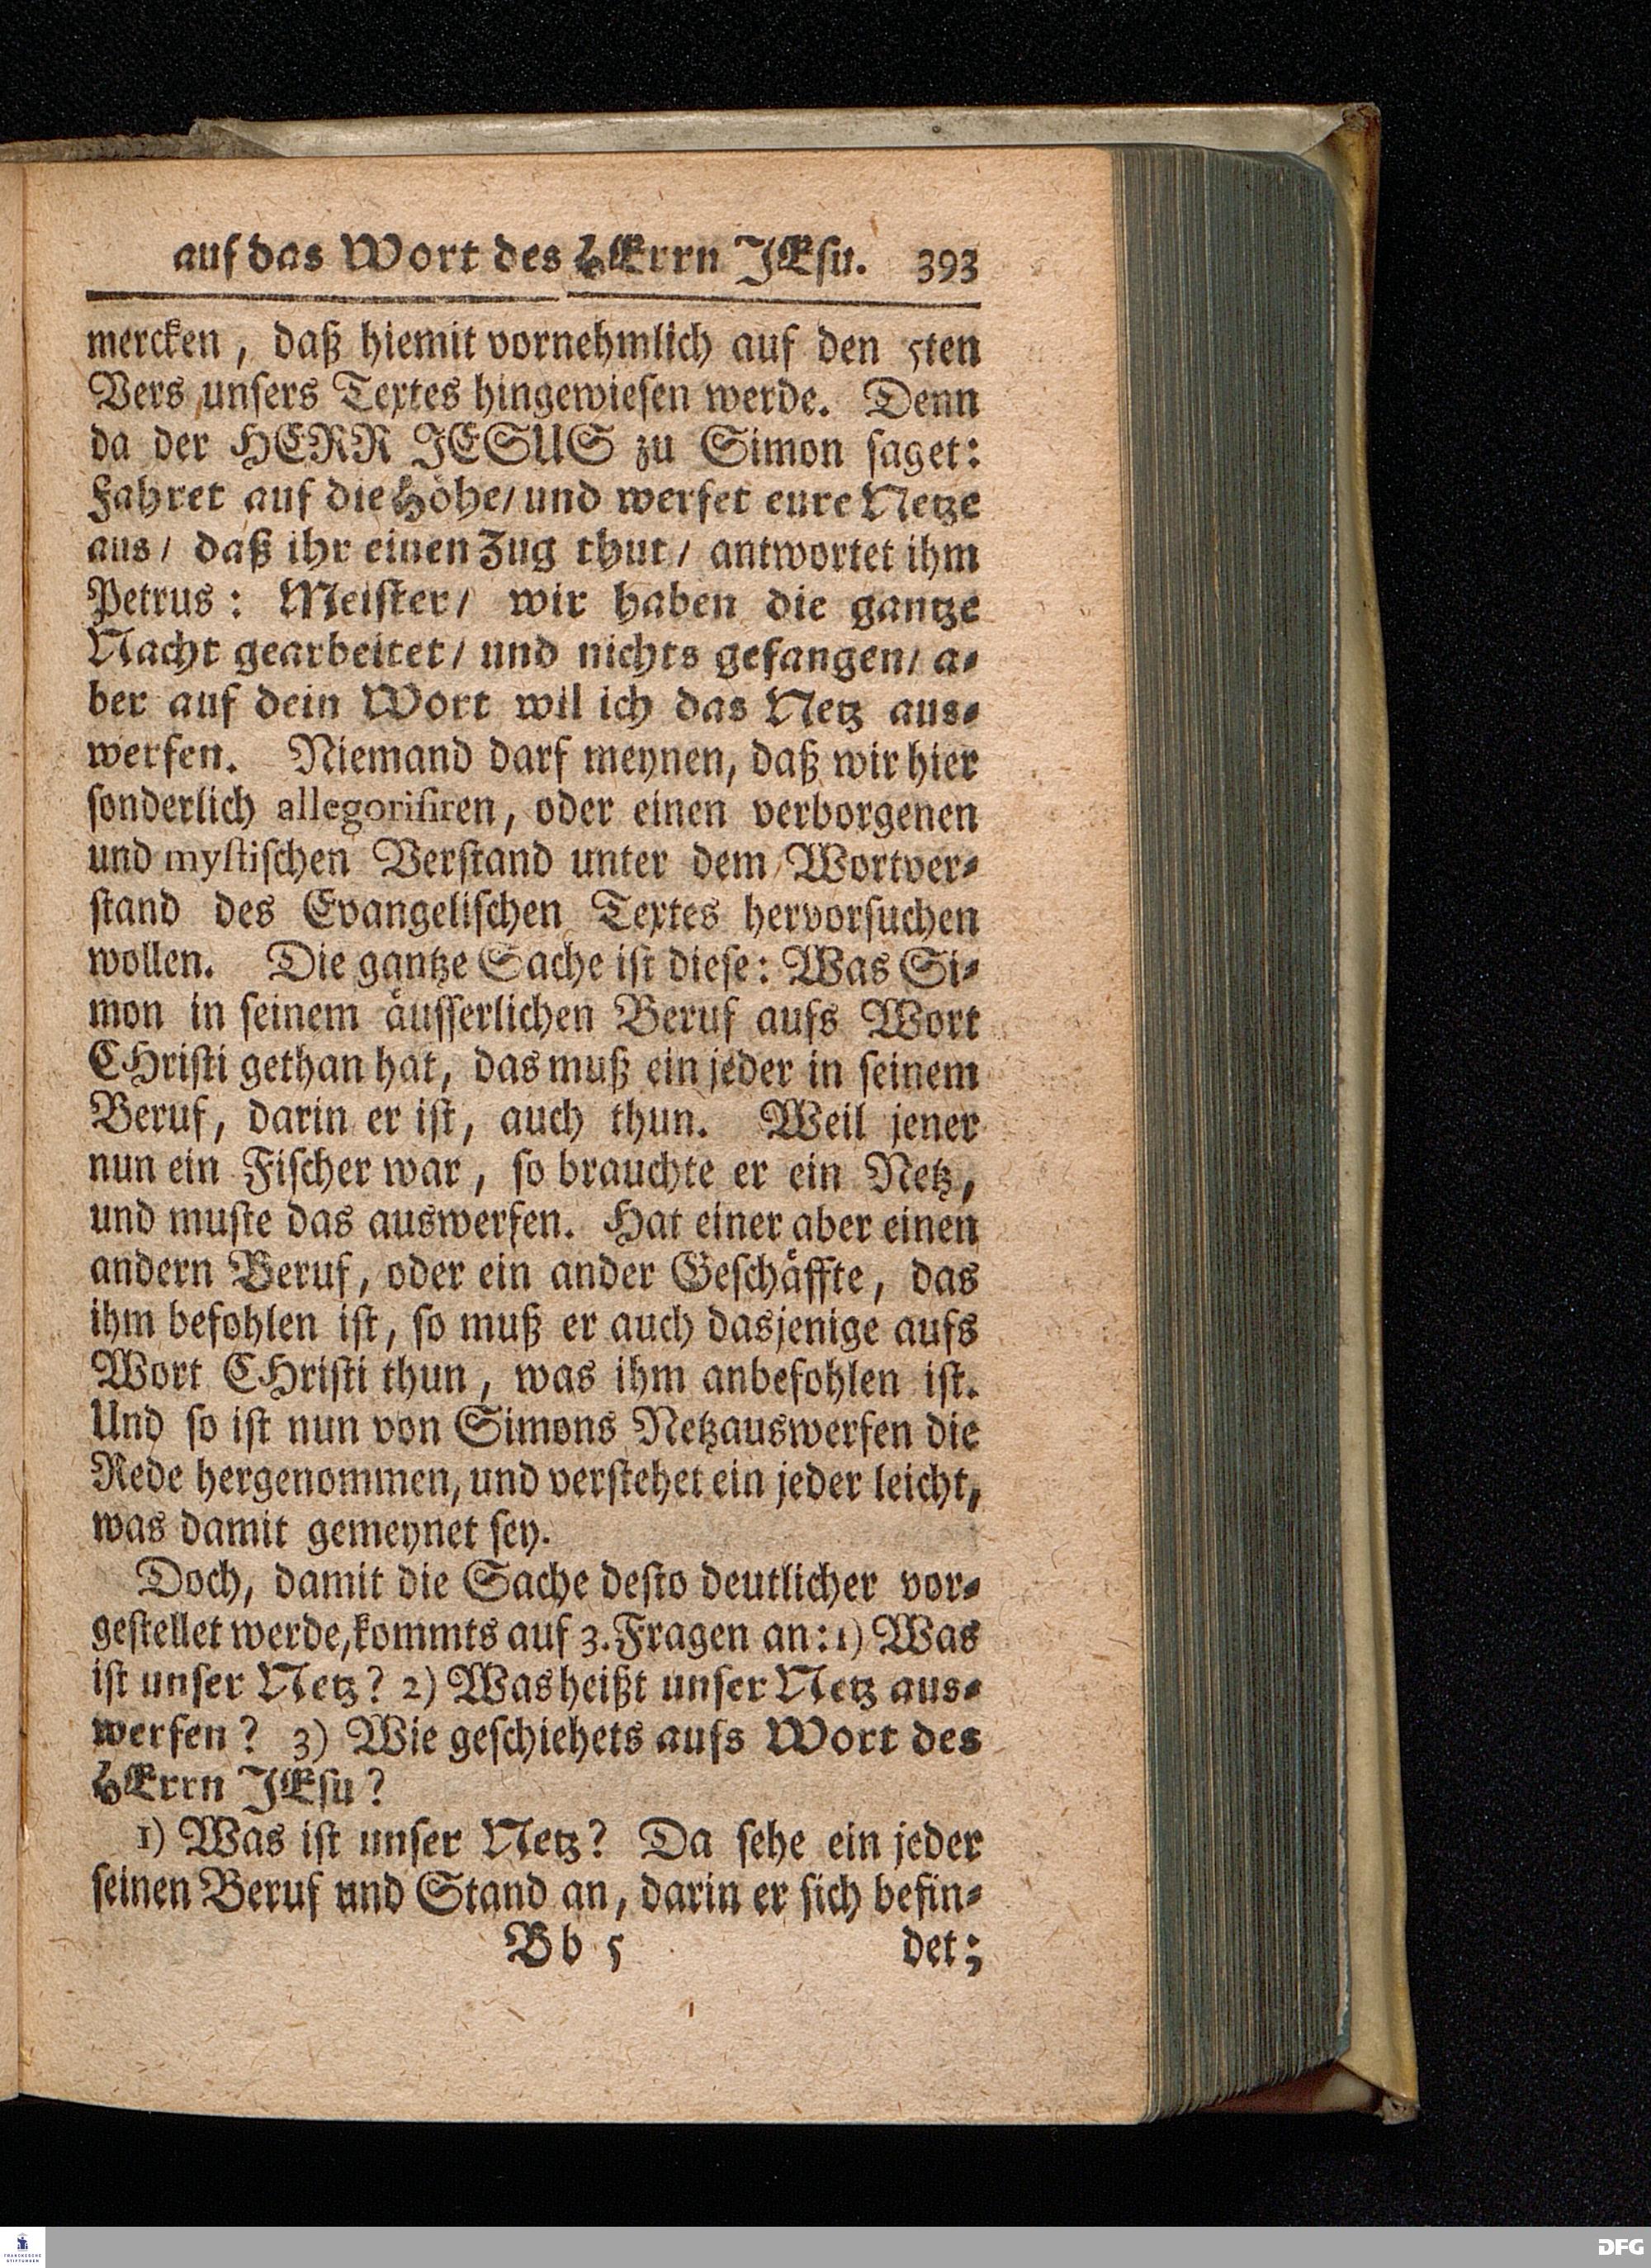 auf das Wort des HErrn JEsu. 393
mercken, daß hiemit vornehmlich auf den 5ten
Vers unsers Textes hingewiesen werde. Denn
da der HERR JESUS zu Simon saget:
Fahret auf die Höhe/ und werfet eure Netze
aus/ daß ihr einen Zug thut/ antwortet ihm
Petrus: Meister/ wir haben die gantze
Nacht gearbeitet/ und nichts gefangen/ a-
ber auf dein Wort wil ich das Netz aus-
werfen. Niemand darf meynen, daß wir hier
sonderlich allegorisiren, oder einen verborgenen
und mystischen Verstand unter dem Wortver-
stand des Evangelischen Textes hervorsuchen
wollen. Die gantze Sache ist diese: Was Si-
mon in seinem äusserlichen Beruf aufs Wort
CHristi gethan hat, das muß ein jeder in seinem
Beruf, darin er ist, auch thun. Weil jener
nun ein Fischer war, so brauchte er ein Netz,
und muste das auswerfen. Hat einer aber einen
andern Beruf, oder ein ander Geschäffte, das
ihm befohlen ist, so muß er auch dasjenige aufs
Wort CHristi thun, was ihm anbefohlen ist.
Und so ist nun von Simons Netzauswerfen die
Rede hergenommen, und verstehet ein jeder leicht,
was damit gemeynet sey.
Doch, damit die Sache desto deutlicher vor-
gestellet werde, kommts auf 3. Fragen an: 1) Was
ist unser Netz? 2) Was heißt unser Netz aus-
werfen? 3) Wie geschiehets aufs Wort des
HErrn JEsu?
1) Was ist unser Netz? Da sehe ein jeder
seinen Beruf und Stand an, darin er sich befin-
Bb 5 det;
FRANCKESCHE
STIFTUNGEN
DFG